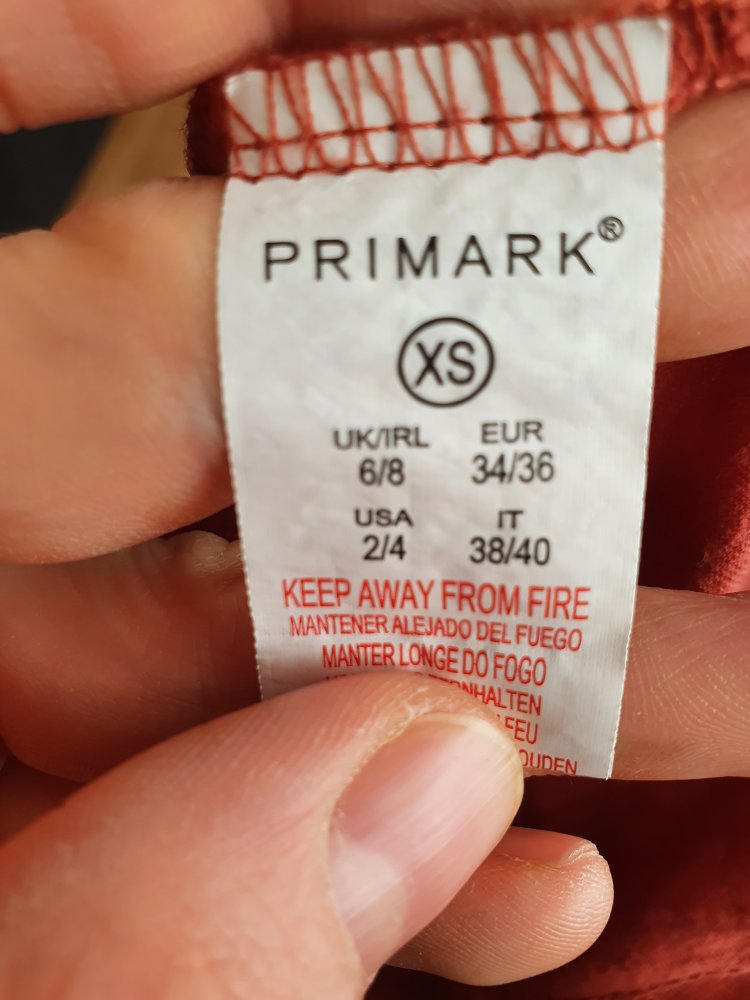 PRIMARK®
XS
UK/IRL EUR
6/8 34/36
USA IT
2/4 38/40
KEEP AWAY FROM FIRE
MANTENER ALEJADO DEL FUEGO
MANTER LONGE DO FOGO